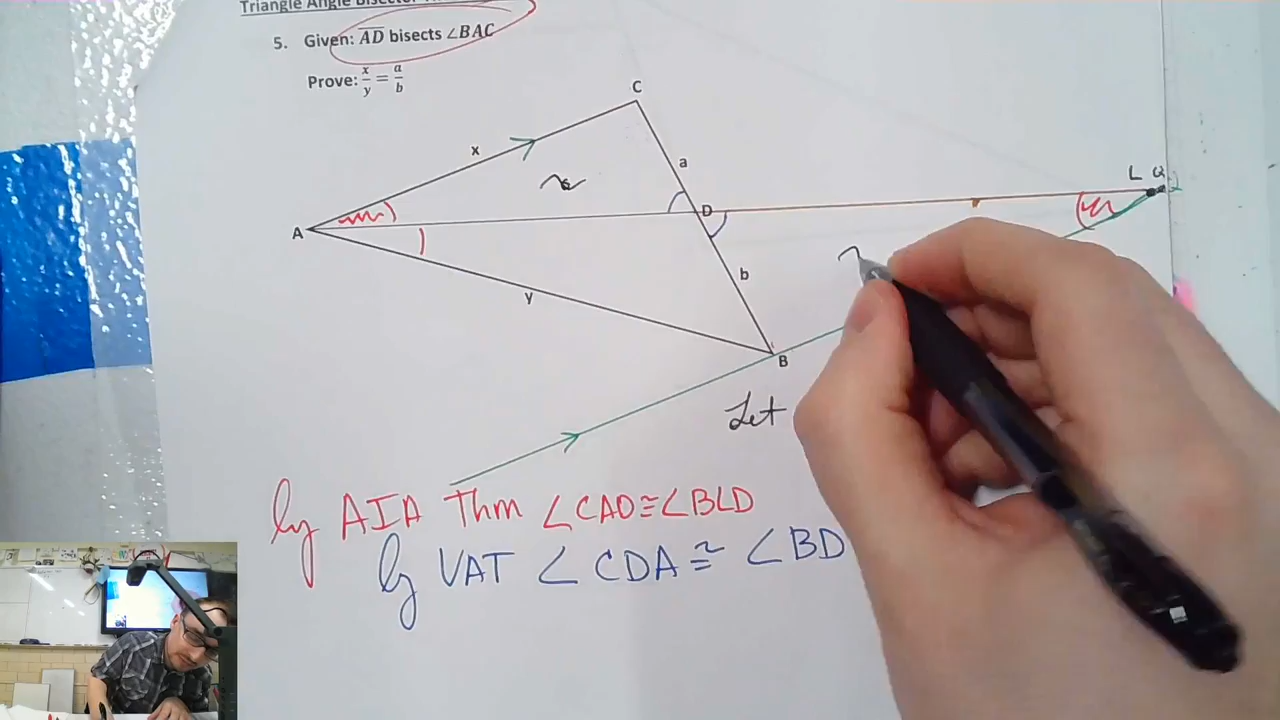 Triangle Angle Bisector
5. Given: AD bisects ∠BAC
Prove: x/y = a/b
C
x
a
L Q
A
D
b
y
B
Let
by AIA Thm ∠CAD≅∠BLD
by VAT ∠CDA ≅ ∠BD